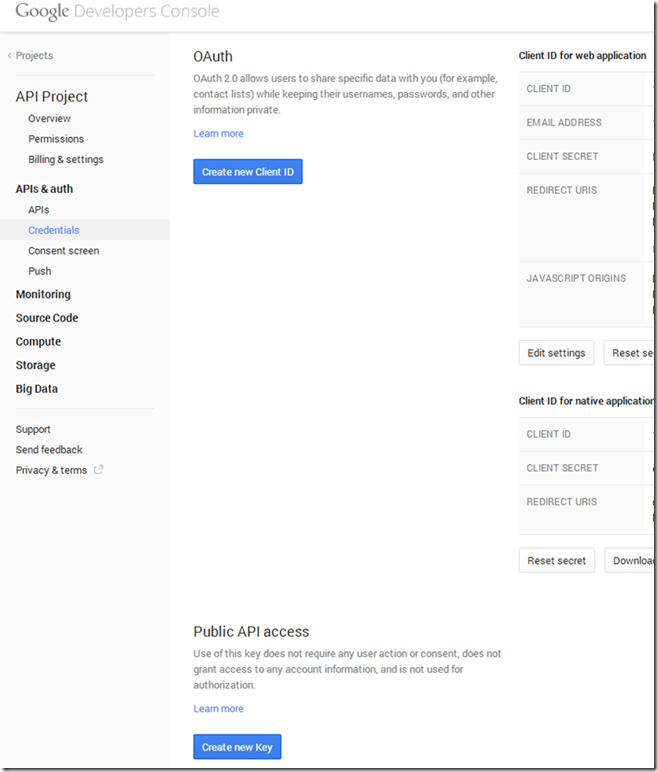 Google Developers Console
< Projects
API Project
Overview
Permissions
Billing & settings
APIs & auth
APIs
Credentials
Consent screen
Push
Monitoring
Source Code
Compute
Storage
Big Data
Support
Send feedback
Privacy & terms
OAuth
OAuth 2.0 allows users to share specific data with you (for example,
contact lists) while keeping their usernames, passwords, and other
information private.
Learn more
Create new Client ID
Client ID for web application
CLIENT ID
EMAIL ADDRESS
CLIENT SECRET
REDIRECT URIS
JAVASCRIPT ORIGINS
Edit settings
Reset se
Client ID for native application
CLIENT ID
CLIENT SECRET
REDIRECT URIS
Reset secret
Downloa
Public API access
Use of this key does not require any user action or consent, does not
grant access to any account information, and is not used for
authorization.
Learn more
Create new Key